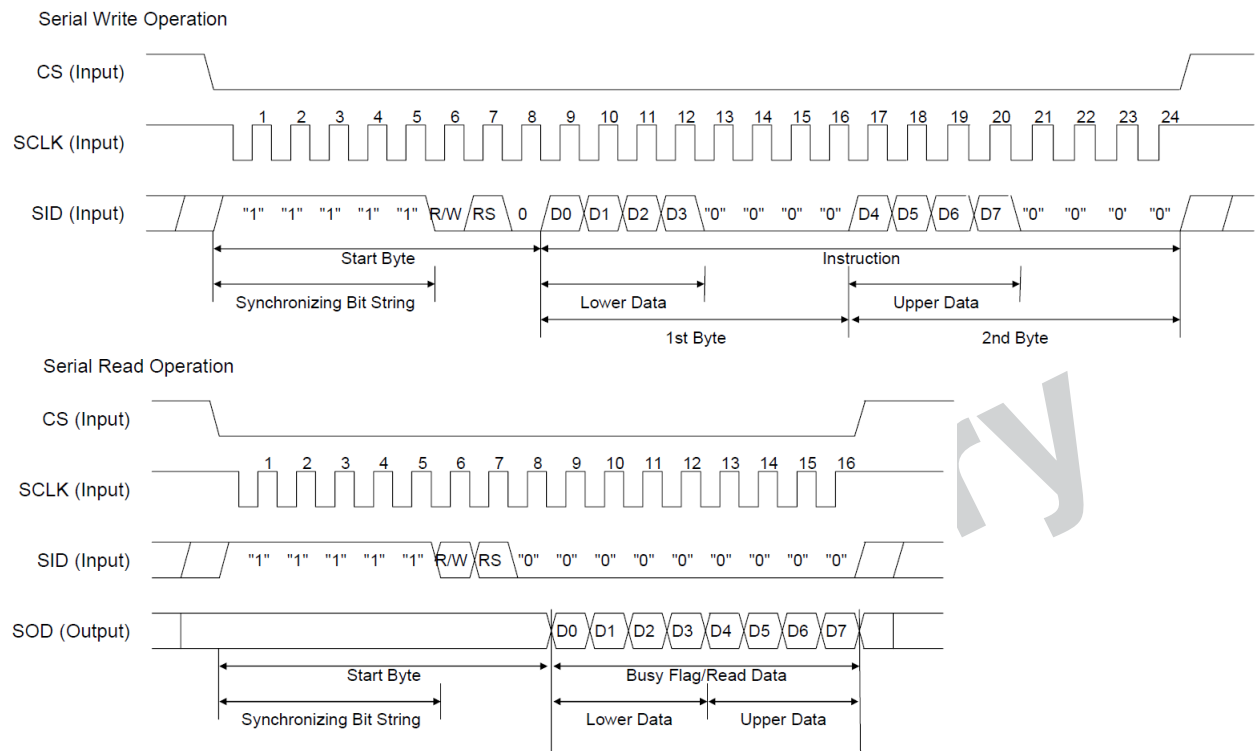 Serial Write Operation
CS (Input)
1 2 3 4 5 6 7 8 9 10 11 12 13 14 15 16 17 18 19 20 21 22 23 24
SCLK (Input)
SID (Input) "1" "1" "1" "1" "1" R/W RS 0 D0 D1 D2 D3 "0" "0" "0" "0" D4 D5 D6 D7 "0" "0" "0' "0"
Start Byte Instruction
Synchronizing Bit String Lower Data Upper Data
1st Byte 2nd Byte
Serial Read Operation
CS (Input)
1 2 3 4 5 6 7 8 9 10 11 12 13 14 15 16
SCLK (Input)
SID (Input) "1" "1" "1" "1" "1" R/W RS "0" "0" "0" "0" "0" "0" "0" "0" "0"
SOD (Output) D0 D1 D2 D3 D4 D5 D6 D7
Start Byte Busy Flag/Read Data
Synchronizing Bit String Lower Data Upper Data